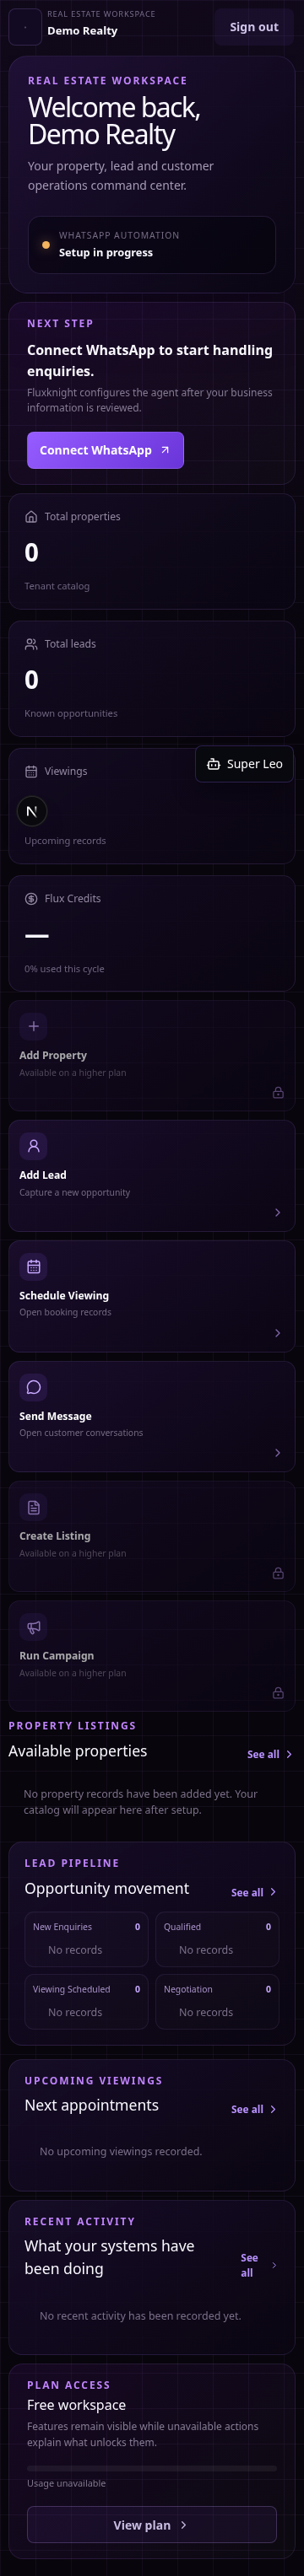 REAL ESTATE WORKSPACE
Demo Realty
Sign out
REAL ESTATE WORKSPACE
Welcome back,
Demo Realty
Your property, lead and customer
operations command center.
WHATSAPP AUTOMATION
Setup in progress
NEXT STEP
Connect WhatsApp to start handling
enquiries.
Fluxknight configures the agent after your business
information is reviewed.
Connect WhatsApp
Total properties
0
Tenant catalog
Total leads
0
Known opportunities
Super Leo
Viewings
N
Upcoming records
Flux Credits
—
0% used this cycle
Add Property
Available on a higher plan
Add Lead
Capture a new opportunity
Schedule Viewing
Open booking records
Send Message
Open customer conversations
Create Listing
Available on a higher plan
Run Campaign
Available on a higher plan
PROPERTY LISTINGS
Available properties
See all
No property records have been added yet. Your
catalog will appear here after setup.
LEAD PIPELINE
Opportunity movement
See all
New Enquiries 0
No records
Qualified 0
No records
Viewing Scheduled 0
No records
Negotiation 0
No records
UPCOMING VIEWINGS
Next appointments
See all
No upcoming viewings recorded.
RECENT ACTIVITY
What your systems have
been doing
See
all
No recent activity has been recorded yet.
PLAN ACCESS
Free workspace
Features remain visible while unavailable actions
explain what unlocks them.
Usage unavailable
View plan